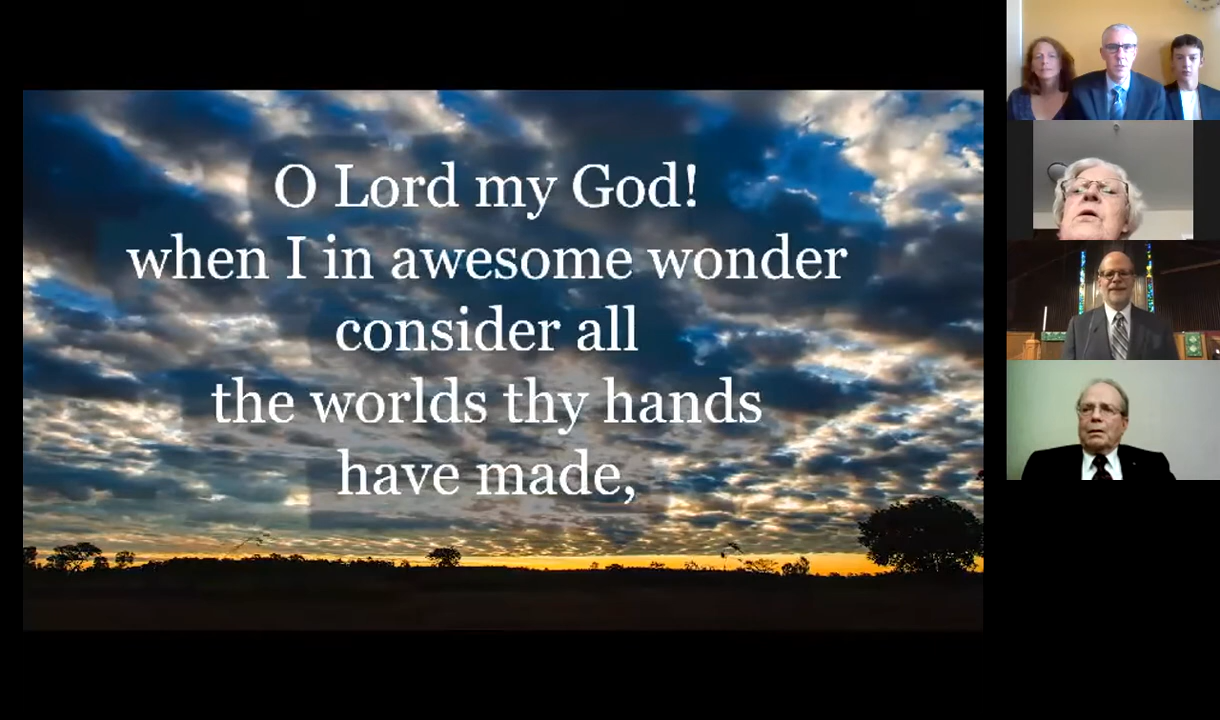 O Lord my God!
when I in awesome wonder
consider all
the worlds thy hands
have made,